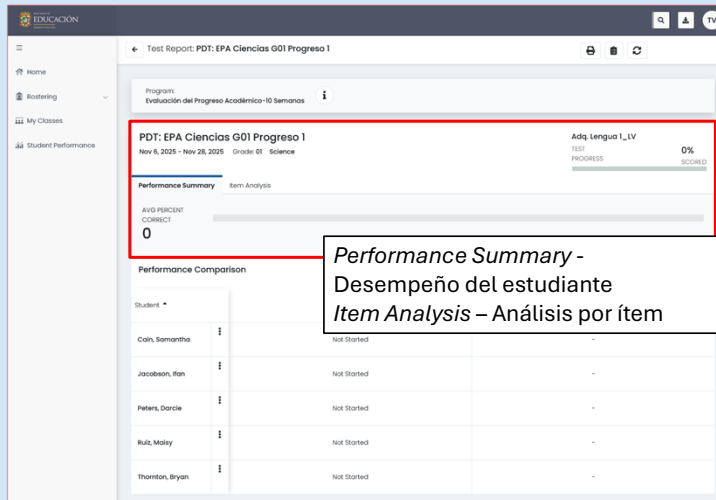 EDUCACIÓN
TV
Test Report: PDT: EPA Ciencias G01 Progreso 1
Home
Rostering
My Classes
Student Performance
Program:
Evaluación del Progreso Académico-10 Semanas
i
PDT: EPA Ciencias G01 Progreso 1
Nov 6, 2025 - Nov 28, 2025 Grade: 01 Science
Adq. Lengua 1_LV
TEST
PROGRESS
0%
SCORED
Performance Summary Item Analysis
AVG PERCENT
CORRECT
0
Performance Summary -
Desempeño del estudiante
Item Analysis – Análisis por ítem
Performance Comparison
Student
Cain, Samantha Not Started -
Jacobson, Ifan Not Started -
Peters, Darcie Not Started -
Ruiz, Maisy Not Started -
Thornton, Bryan Not Started -